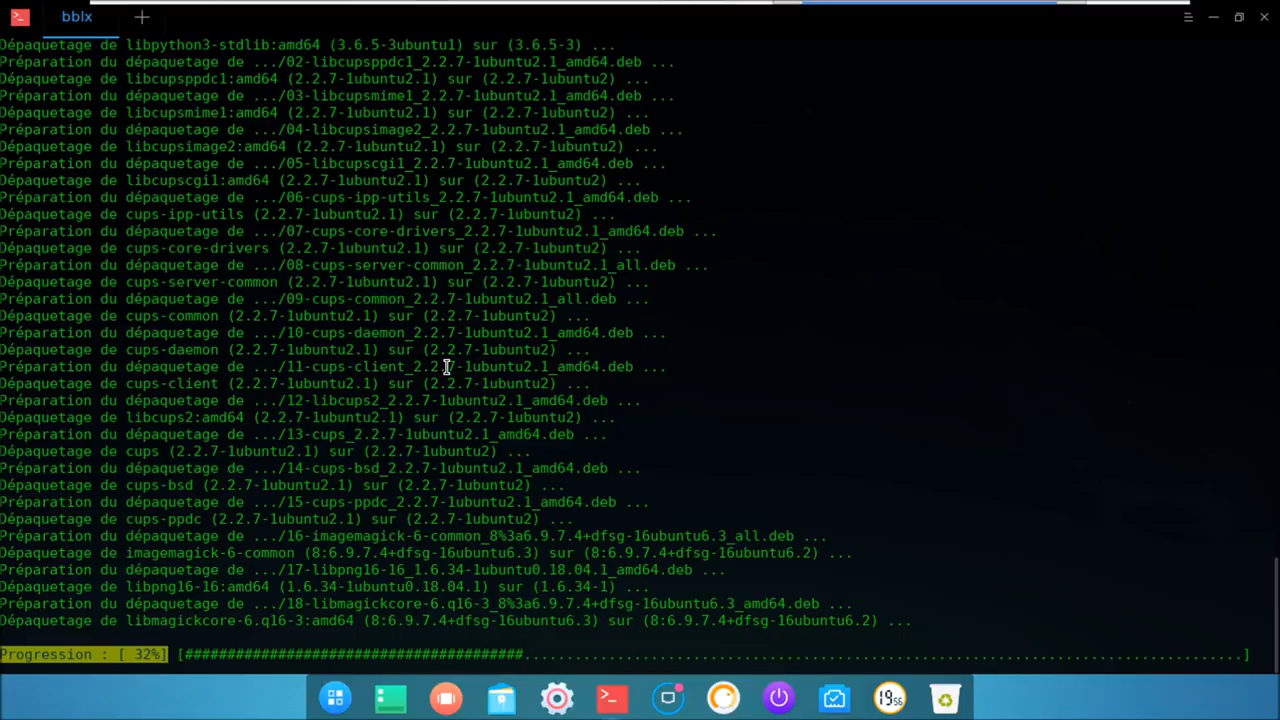 bblx
Dépaquetage de libpython3-stdlib:amd64 (3.6.5-3ubuntu1) sur (3.6.5-3) ...
Préparation du dépaquetage de .../02-libcupsppdc1_2.2.7-1ubuntu2.1_amd64.deb ...
Dépaquetage de libcupsppdc1:amd64 (2.2.7-1ubuntu2.1) sur (2.2.7-1ubuntu2) ...
Préparation du dépaquetage de .../03-libcupsmime1_2.2.7-1ubuntu2.1_amd64.deb ...
Dépaquetage de libcupsmime1:amd64 (2.2.7-1ubuntu2.1) sur (2.2.7-1ubuntu2) ...
Préparation du dépaquetage de .../04-libcupsimage2_2.2.7-1ubuntu2.1_amd64.deb ...
Dépaquetage de libcupsimage2:amd64 (2.2.7-1ubuntu2.1) sur (2.2.7-1ubuntu2) ...
Préparation du dépaquetage de .../05-libcupscgi1_2.2.7-1ubuntu2.1_amd64.deb ...
Dépaquetage de libcupscgi1:amd64 (2.2.7-1ubuntu2.1) sur (2.2.7-1ubuntu2) ...
Préparation du dépaquetage de .../06-cups-ipp-utils_2.2.7-1ubuntu2.1_amd64.deb ...
Dépaquetage de cups-ipp-utils (2.2.7-1ubuntu2.1) sur (2.2.7-1ubuntu2) ...
Préparation du dépaquetage de .../07-cups-core-drivers_2.2.7-1ubuntu2.1_amd64.deb ...
Dépaquetage de cups-core-drivers (2.2.7-1ubuntu2.1) sur (2.2.7-1ubuntu2) ...
Préparation du dépaquetage de .../08-cups-server-common_2.2.7-1ubuntu2.1_all.deb ...
Dépaquetage de cups-server-common (2.2.7-1ubuntu2.1) sur (2.2.7-1ubuntu2) ...
Préparation du dépaquetage de .../09-cups-common_2.2.7-1ubuntu2.1_all.deb ...
Dépaquetage de cups-common (2.2.7-1ubuntu2.1) sur (2.2.7-1ubuntu2) ...
Préparation du dépaquetage de .../10-cups-daemon_2.2.7-1ubuntu2.1_amd64.deb ...
Dépaquetage de cups-daemon (2.2.7-1ubuntu2.1) sur (2.2.7-1ubuntu2) ...
Préparation du dépaquetage de .../11-cups-client_2.2.7-1ubuntu2.1_amd64.deb ...
Dépaquetage de cups-client (2.2.7-1ubuntu2.1) sur (2.2.7-1ubuntu2) ...
Préparation du dépaquetage de .../12-libcups2_2.2.7-1ubuntu2.1_amd64.deb ...
Dépaquetage de libcups2:amd64 (2.2.7-1ubuntu2.1) sur (2.2.7-1ubuntu2) ...
Préparation du dépaquetage de .../13-cups_2.2.7-1ubuntu2.1_amd64.deb ...
Dépaquetage de cups (2.2.7-1ubuntu2.1) sur (2.2.7-1ubuntu2) ...
Préparation du dépaquetage de .../14-cups-bsd_2.2.7-1ubuntu2.1_amd64.deb ...
Dépaquetage de cups-bsd (2.2.7-1ubuntu2.1) sur (2.2.7-1ubuntu2) ...
Préparation du dépaquetage de .../15-cups-ppdc_2.2.7-1ubuntu2.1_amd64.deb ...
Dépaquetage de cups-ppdc (2.2.7-1ubuntu2.1) sur (2.2.7-1ubuntu2) ...
Préparation du dépaquetage de .../16-imagemagick-6-common_8%3a6.9.7.4+dfsg-16ubuntu6.3_all.deb ...
Dépaquetage de imagemagick-6-common (8:6.9.7.4+dfsg-16ubuntu6.3) sur (8:6.9.7.4+dfsg-16ubuntu6.2) ...
Préparation du dépaquetage de .../17-libpng16-16_1.6.34-1ubuntu0.18.04.1_amd64.deb ...
Dépaquetage de libpng16-16:amd64 (1.6.34-1ubuntu0.18.04.1) sur (1.6.34-1) ...
Préparation du dépaquetage de .../18-libmagickcore-6.q16-3_8%3a6.9.7.4+dfsg-16ubuntu6.3_amd64.deb ...
Dépaquetage de libmagickcore-6.q16-3:amd64 (8:6.9.7.4+dfsg-16ubuntu6.3) sur (8:6.9.7.4+dfsg-16ubuntu6.2) ...
Progression : [ 32%] [########################################......................................................................................]
19 56